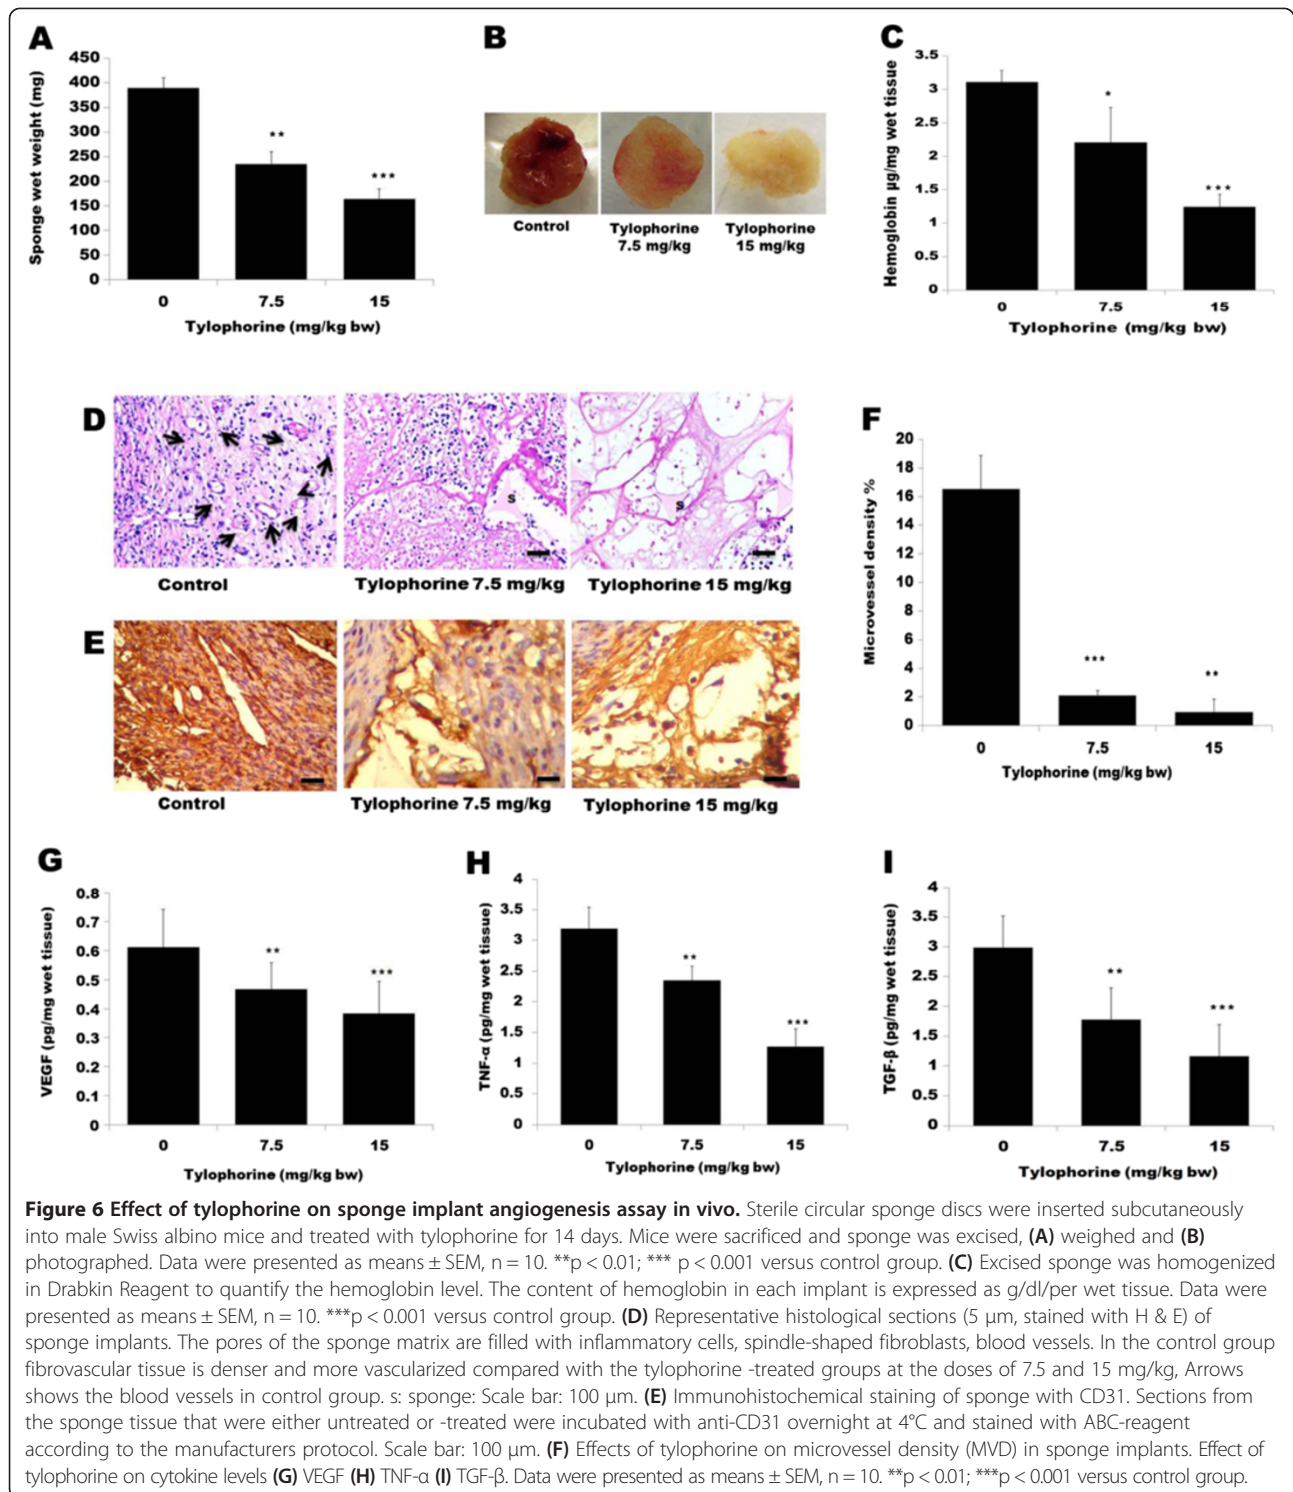 A
Sponge wet weight (mg)
450
400
350
300
250
200
150
100
50
0
**
***
0 7.5 15
Tylophorine (mg/kg bw)
B
Control
Tylophorine
7.5 mg/kg
Tylophorine
15 mg/kg
C
Hemoglobin µg/mg wet tissue
3.5
3
2.5
2
1.5
1
0.5
0
*
***
0 7.5 15
Tylophorine (mg/kg bw)
D
s
s
Control
Tylophorine 7.5 mg/kg
Tylophorine 15 mg/kg
E
Control
Tylophorine 7.5 mg/kg
Tylophorine 15 mg/kg
F
Microvessel density %
20
18
16
14
12
10
8
6
4
2
0
***
**
0 7.5 15
Tylophorine (mg/kg bw)
G
VEGF (pg/mg wet tissue)
0.8
0.7
0.6
0.5
0.4
0.3
0.2
0.1
0
**
***
0 7.5 15
Tylophorine (mg/kg bw)
H
TNF-α (pg/mg wet tissue)
4
3.5
3
2.5
2
1.5
1
0.5
0
**
***
0 7.5 15
Tylophorine (mg/kg bw)
I
TGF-β (pg/mg wet tissue)
4
3.5
3
2.5
2
1.5
1
0.5
0
**
***
0 7.5 15
Tylophorine (mg/kg bw)
Figure 6 Effect of tylophorine on sponge implant angiogenesis assay in vivo. Sterile circular sponge discs were inserted subcutaneously
into male Swiss albino mice and treated with tylophorine for 14 days. Mice were sacrificed and sponge was excised, (A) weighed and (B)
photographed. Data were presented as means ± SEM, n = 10. **p < 0.01; *** p < 0.001 versus control group. (C) Excised sponge was homogenized
in Drabkin Reagent to quantify the hemoglobin level. The content of hemoglobin in each implant is expressed as g/dl/per wet tissue. Data were
presented as means ± SEM, n = 10. ***p < 0.001 versus control group. (D) Representative histological sections (5 µm, stained with H & E) of
sponge implants. The pores of the sponge matrix are filled with inflammatory cells, spindle-shaped fibroblasts, blood vessels. In the control group
fibrovascular tissue is denser and more vascularized compared with the tylophorine -treated groups at the doses of 7.5 and 15 mg/kg, Arrows
shows the blood vessels in control group. s: sponge: Scale bar: 100 µm. (E) Immunohistochemical staining of sponge with CD31. Sections from
the sponge tissue that were either untreated or -treated were incubated with anti-CD31 overnight at 4°C and stained with ABC-reagent
according to the manufacturers protocol. Scale bar: 100 µm. (F) Effects of tylophorine on microvessel density (MVD) in sponge implants. Effect of
tylophorine on cytokine levels (G) VEGF (H) TNF-α (I) TGF-β. Data were presented as means ± SEM, n = 10. **p < 0.01; ***p < 0.001 versus control group.